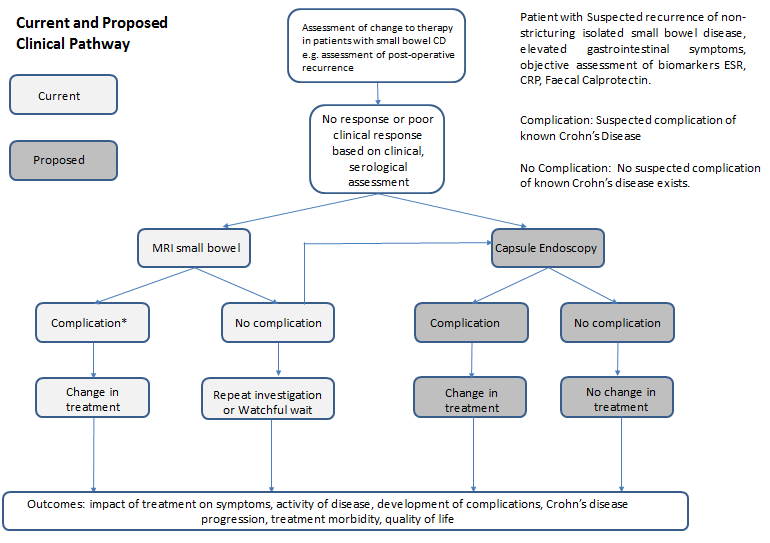 Current and Proposed
Clinical Pathway
Current
Proposed
Assessment of change to therapy
in patients with small bowel CD
e.g. assessment of post-operative
recurrence
Patient with Suspected recurrence of non-
stricturing isolated small bowel disease,
elevated gastrointestinal symptoms,
objective assessment of biomarkers ESR,
CRP, Faecal Calprotectin.
Complication: Suspected complication of
known Crohn's Disease
No Complication: No suspected complication
of known Crohn's disease exists.
No response or poor
clinical response
based on clinical,
serological
assessment
MRI small bowel
Capsule Endoscopy
Complication*
No complication
Complication
No complication
Change in
treatment
Repeat investigation
or Watchful wait
Change in
treatment
No change in
treatment
Outcomes: impact of treatment on symptoms, activity of disease, development of complications, Crohn's disease
progression, treatment morbidity, quality of life